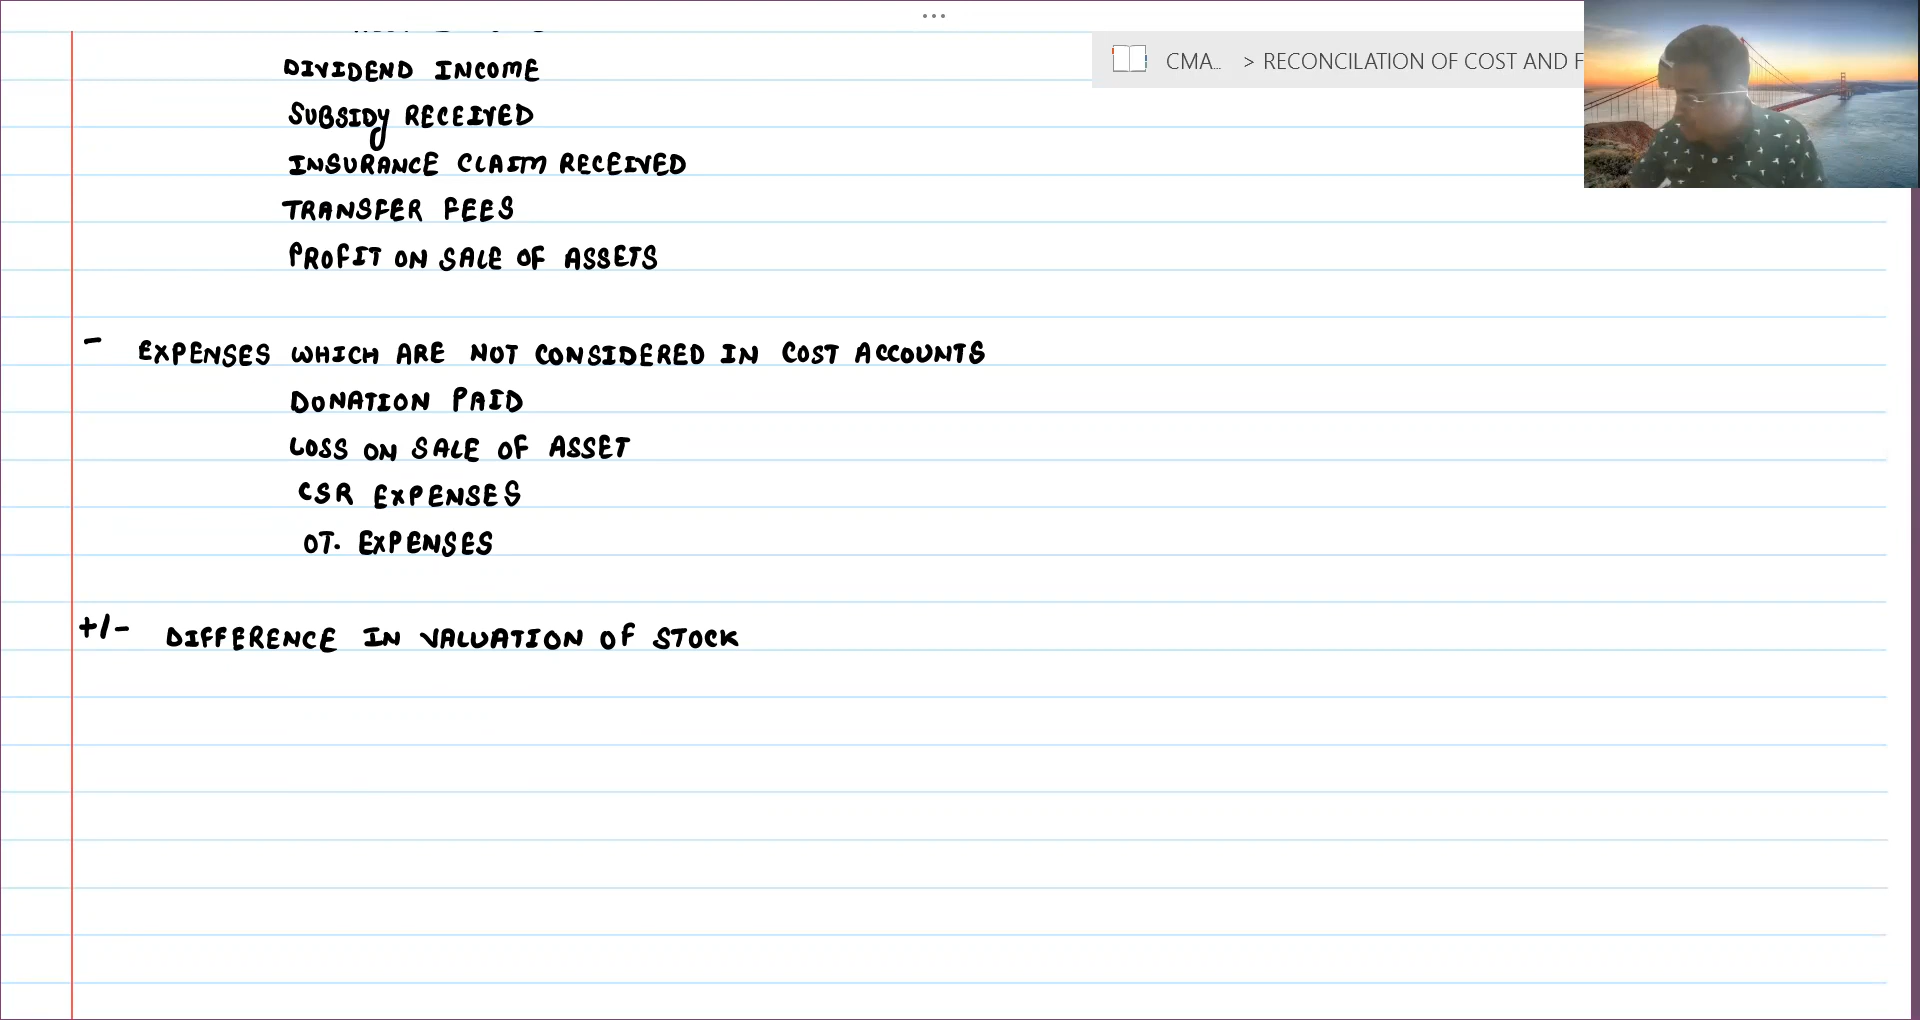 ...
CMA... > RECONCILATION OF COST AND F
DIVIDEND INCOME
SUBSIDY RECEIVED
INSURANCE CLAIM RECEIVED
TRANSFER FEES
PROFIT ON SALE OF ASSETS
- EXPENSES WHICH ARE NOT CONSIDERED IN COST ACCOUNTS
DONATION PAID
LOSS ON SALE OF ASSET
CSR EXPENSES
OT. EXPENSES
+/- DIFFERENCE IN VALUATION OF STOCK